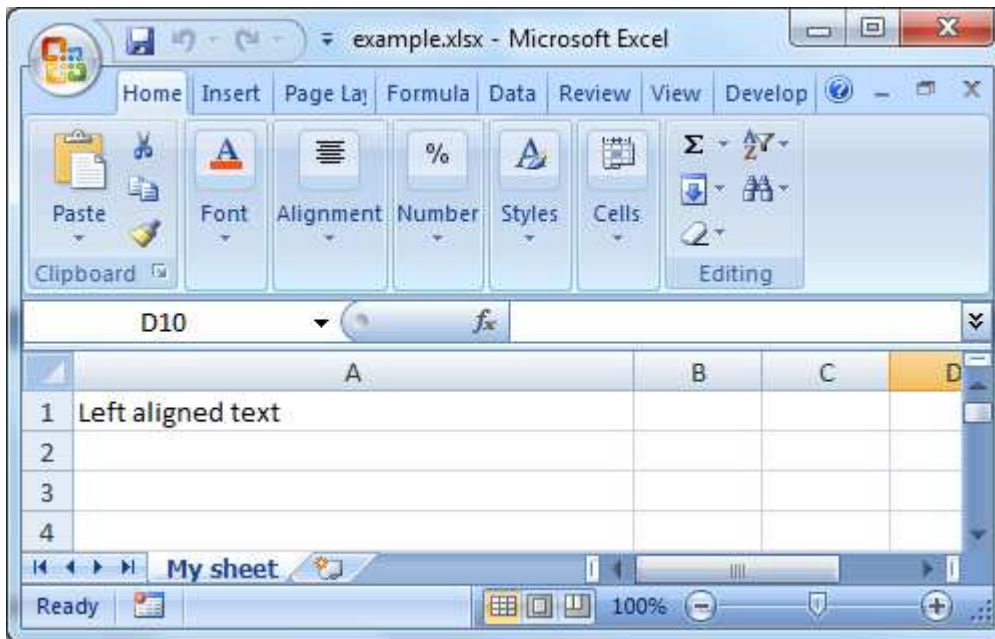 example.xlsx - Microsoft Excel
Home Insert Page Lay Formula Data Review View Develop
Paste Font Alignment Number Styles Cells
Σ A Z
% A A
Clipboard Editing
D10 fx
A B C D
1 Left aligned text
2
3
4
My sheet
Ready 100%